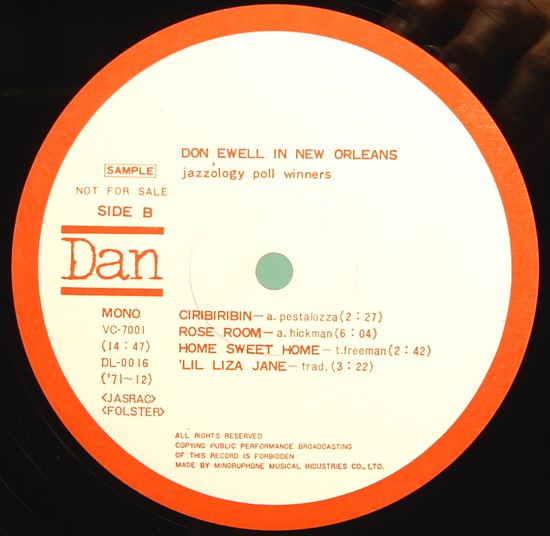 DON EWELL IN NEW ORLEANS
jazzology poll winners
SAMPLE
NOT FOR SALE
SIDE B
Dan
MONO
VC-7001
(14:47)
DL-0016
('71~12)
<JASRAC>
<FOLSTER>
CIRIBIRIBIN—a.pestalozza(2:27)
ROSE ROOM—a.hickman(6:04)
HOME SWEET HOME—t.freeman(2:42)
'LIL LIZA JANE—trad.(3:22)
ALL RIGHTS RESERVED
COPYING PUBLIC PERFORMANCE BROADCASTING
OF THIS RECORD IS FORBIDDEN
MADE BY MINORUPHONE MUSICAL INDUSTRIES CO.,LTD.